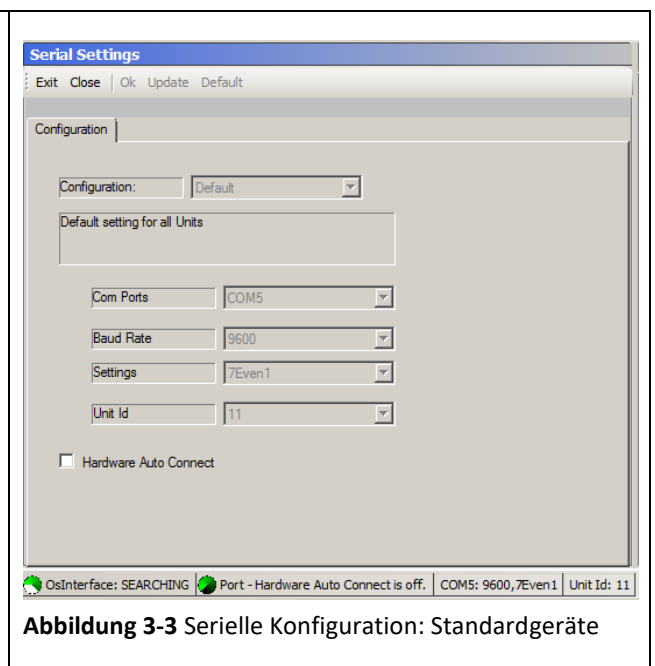 Serial Settings
Exit Close Ok Update Default
Configuration
Configuration: Default
Default setting for all Units
Com Ports COM5
Baud Rate 9600
Settings 7Even1
Unit Id 11
Hardware Auto Connect
OsInterface: SEARCHING Port - Hardware Auto Connect is off. COM5: 9600,7Even1 Unit Id: 11
Abbildung 3-3 Serielle Konfiguration: Standardgeräte